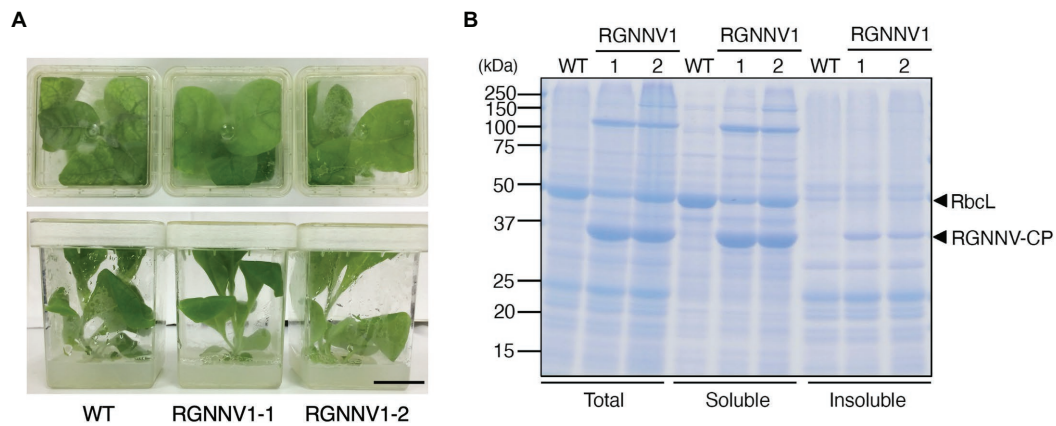 A
WT RGNNV1-1 RGNNV1-2
B
RGNNV1 RGNNV1 RGNNV1
(kDa) WT 1 2 WT 1 2 WT 1 2
250
150
100
75
50
RbcL
37
RGNNV-CP
25
20
15
Total Soluble Insoluble